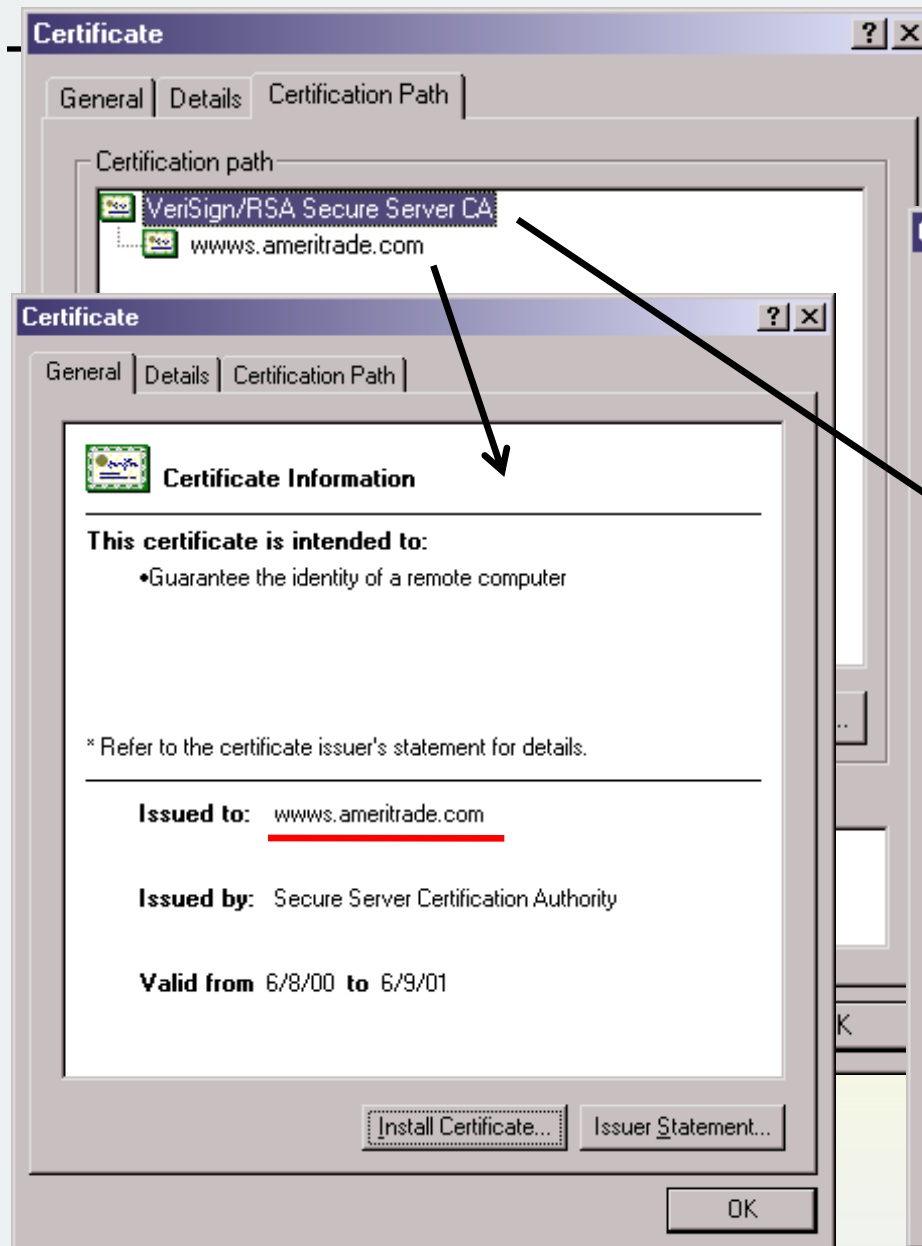 Certificate
General Details Certification Path
Certification path
VeriSign/RSA Secure Server CA
wwws.ameritrade.com
Certificate
General Details Certification Path
Certificate Information
This certificate is intended to:
•Guarantee the identity of a remote computer
* Refer to the certificate issuer's statement for details.
Issued to: wwws.ameritrade.com
Issued by: Secure Server Certification Authority
Valid from 6/8/00 to 6/9/01
Install Certificate... Issuer Statement...
OK